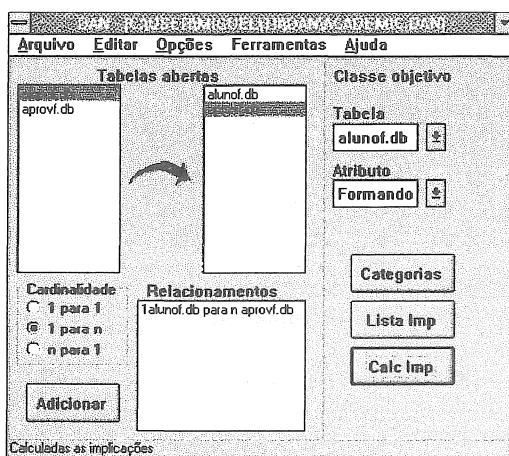 DAN
Arquivo Editar Opções Ferramentas Ajuda
Tabelas abertas
aprovf.db
alunof.db
Classe objetivo
Tabela
alunof.db
Atributo
Formando
Cardinalidade
1 para 1
1 para n
n para 1
Adicionar
Relacionamentos
1alunof.db para n aprovf.db
Categorias
Lista Imp
Calc Imp
Calculadas as implicações